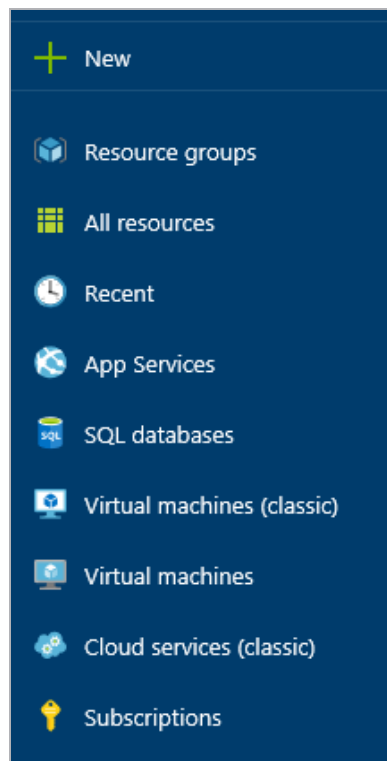 New
Resource groups
All resources
Recent
App Services
SQL
SQL databases
Virtual machines (classic)
Virtual machines
Cloud services (classic)
Subscriptions